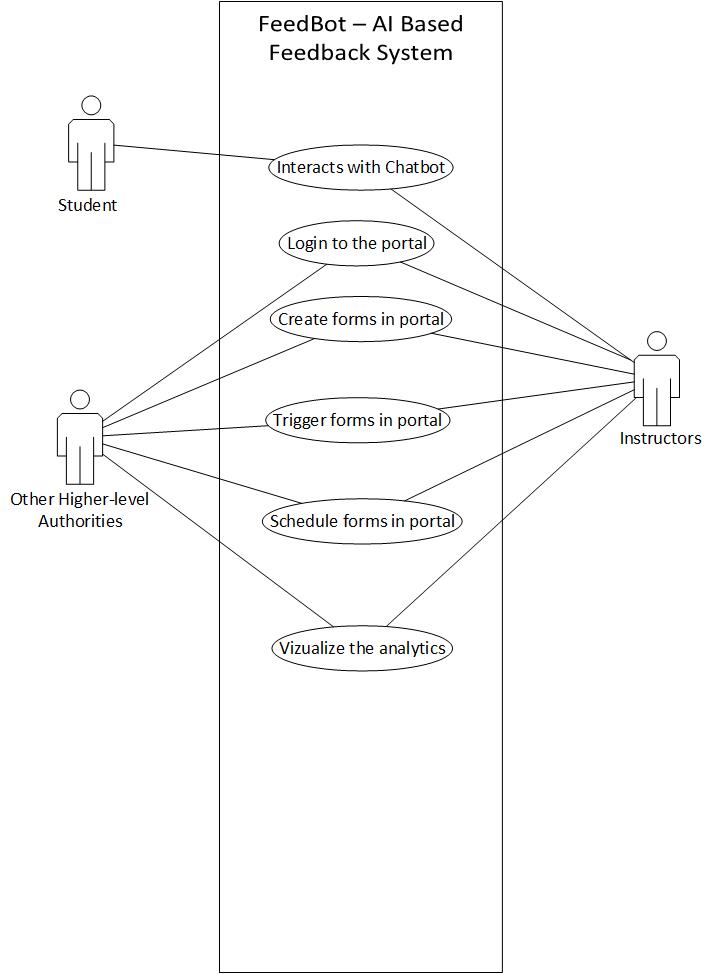 FeedBot – AI Based
Feedback System
Interacts with Chatbot
Student
Login to the portal
Create forms in portal
Trigger forms in portal
Instructors
Other Higher-level
Authorities
Schedule forms in portal
Vizualize the analytics